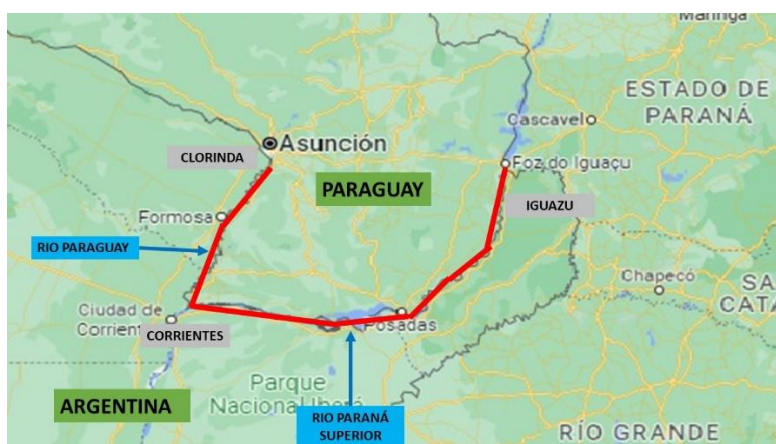 Maringá
ESTADO DE
PARANÁ
Cascavel
Asunción
CLORINDA
Foz do Iguaçu
PARAGUAY
IGUAZU
Formosa
RIO PARAGUAY
Chapecó
SA
CATA
Ciudad de
Corrient
Posadas
CORRIENTES
Parque
Nacional Iberá
ARGENTINA
RIO PARANÁ
SUPERIOR
RÍO GRANDE